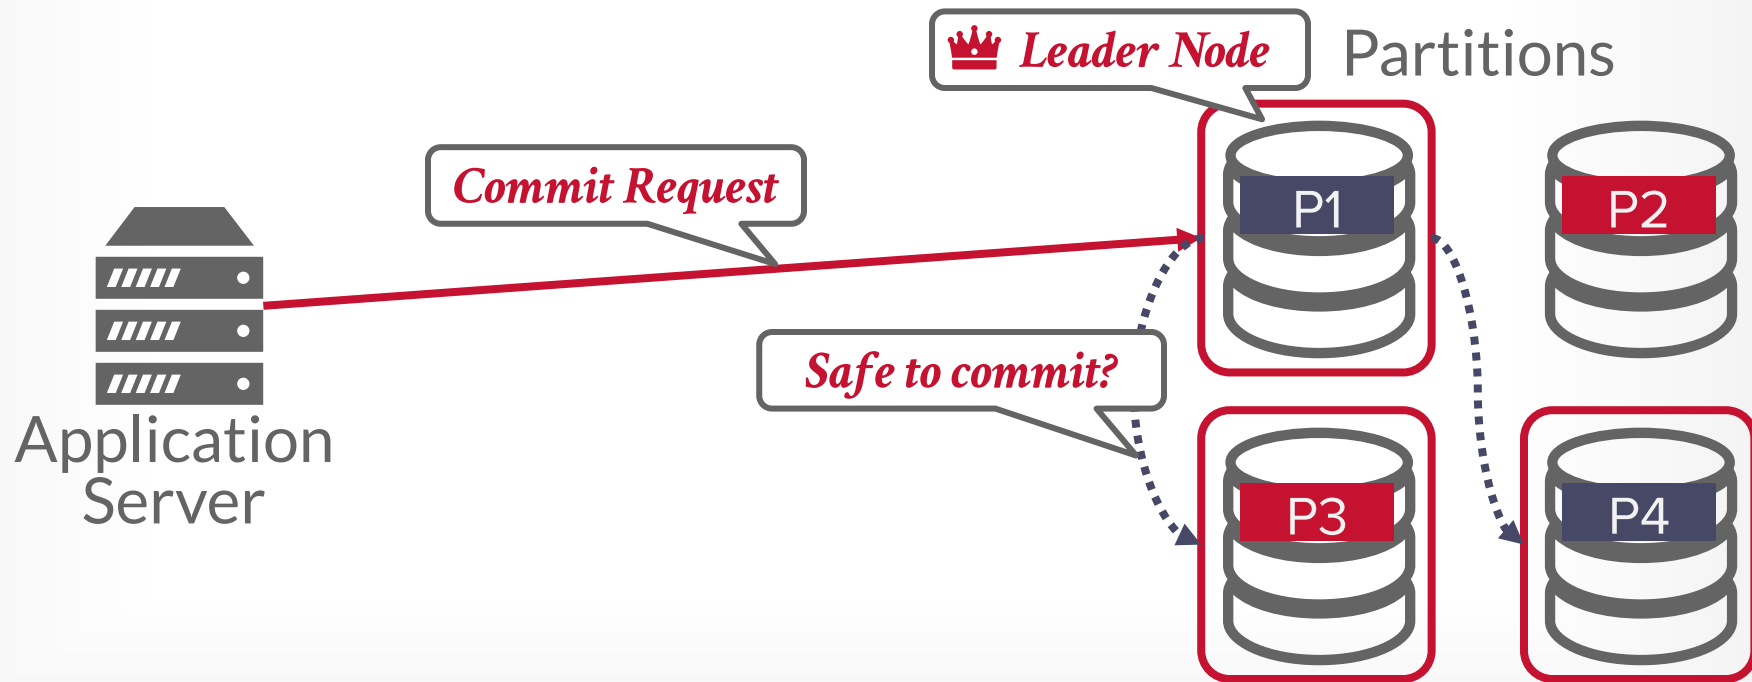 Leader Node
Partitions
Commit Request
P1
P2
Safe to commit?
Application
Server
P3
P4